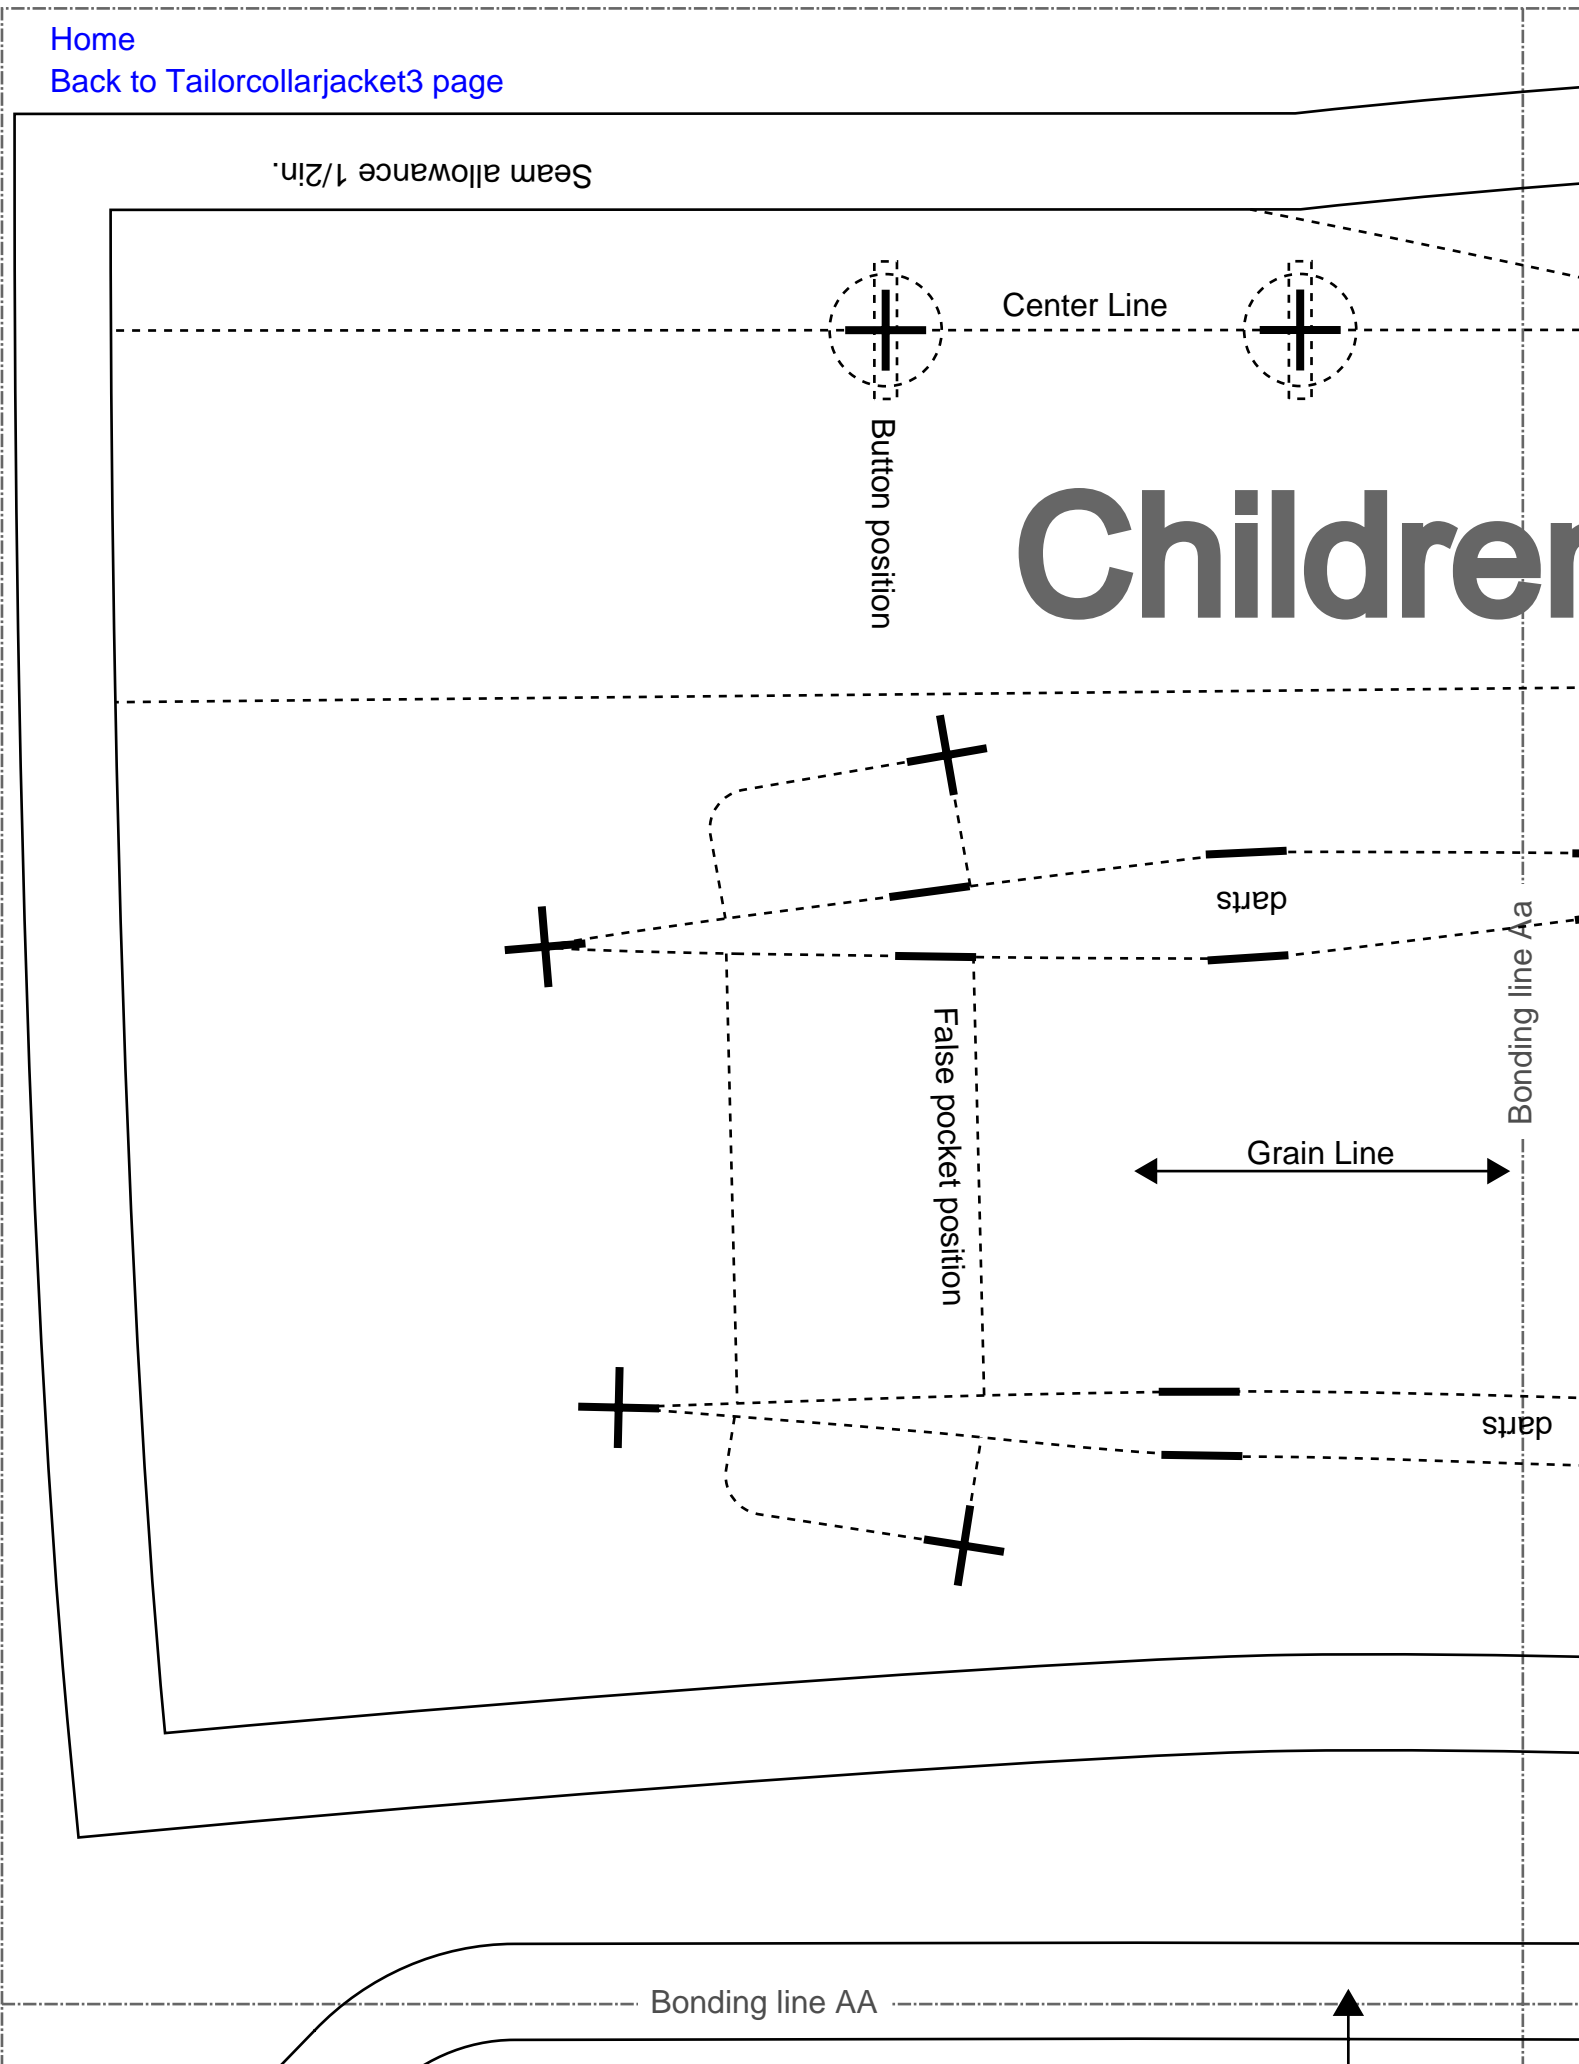 Home
Back to Tailorcollarjacket3 page
Seam allowance 1/2in.
Center Line
Button position
Children
darts
Bonding line Aa
False pocket position
Grain Line
darts
Bonding line AA